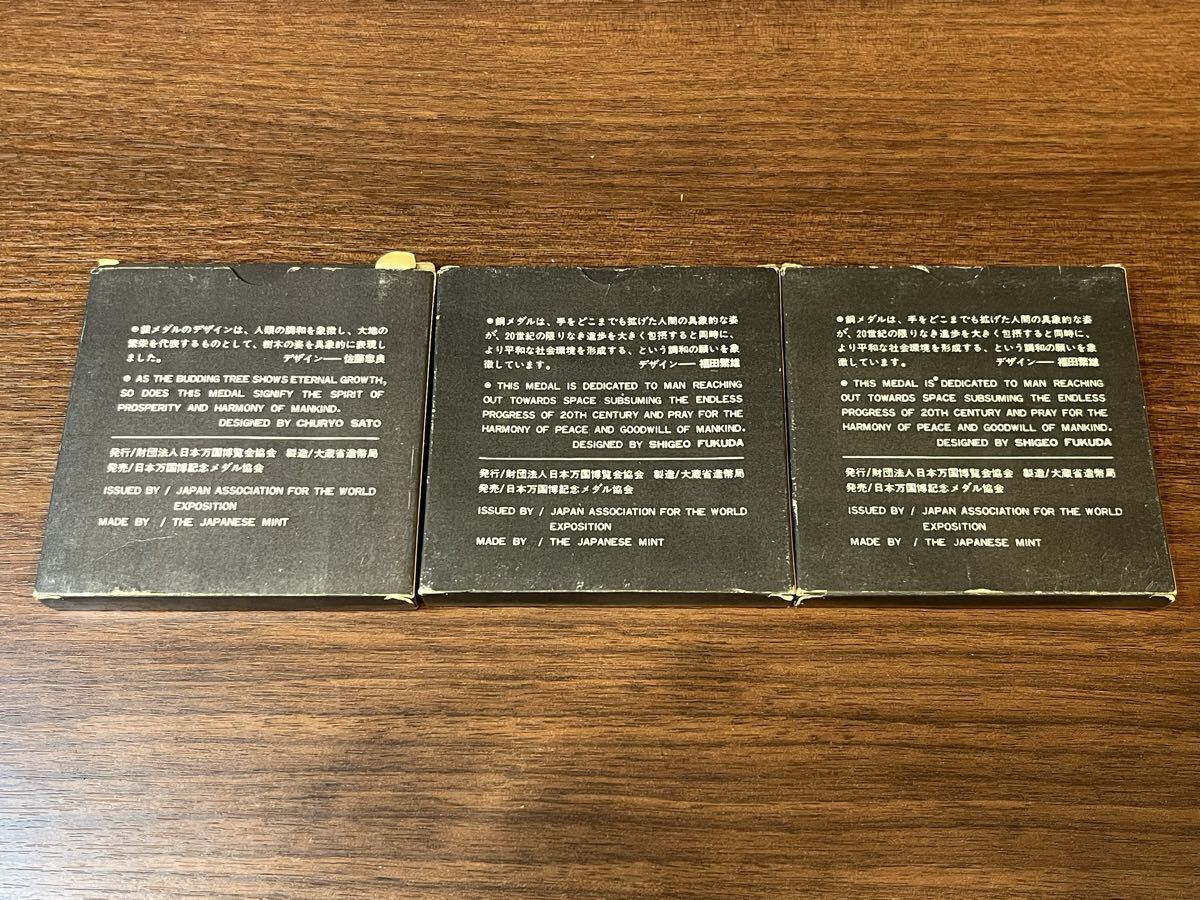 ●銀メダルのデザインは、人類の調和を象徴し、大地の
繁栄を代表するものとして、樹木の姿を具象的に表現し
ました。 デザイン━━佐藤忠良
● AS THE BUDDING TREE SHOWS ETERNAL GROWTH,
SO DOES THIS MEDAL SIGNIFY THE SPIRIT OF
PROSPERITY AND HARMONY OF MANKIND.
DESIGNED BY CHURYO SATO
発行/財団法人日本万国博覧会協会 製造/大蔵省造幣局
発売/日本万国博記念メダル協会
ISSUED BY / JAPAN ASSOCIATION FOR THE WORLD
EXPOSITION
MADE BY / THE JAPANESE MINT
●銅メダルは、手をどこまでも拡げた人間の具象的な姿
が、20世紀の限りなき進歩を大きく包摂すると同時に、
より平和な社会環境を形成する、という調和の願いを象
徴しています。 デザイン━━福田繁雄
● THIS MEDAL IS DEDICATED TO MAN REACHING
OUT TOWARDS SPACE SUBSUMING THE ENDLESS
PROGRESS OF 20TH CENTURY AND PRAY FOR THE
HARMONY OF PEACE AND GOODWILL OF MANKIND.
DESIGNED BY SHIGEO FUKUDA
発行/財団法人日本万国博覧会協会 製造/大蔵省造幣局
発売/日本万国博記念メダル協会
ISSUED BY / JAPAN ASSOCIATION FOR THE WORLD
EXPOSITION
MADE BY / THE JAPANESE MINT
●銅メダルは、手をどこまでも拡げた人間の具象的な姿
が、20世紀の限りなき進歩を大きく包摂すると同時に、
より平和な社会環境を形成する、という調和の願いを象
徴しています。 デザイン━━福田繁雄
● THIS MEDAL IS DEDICATED TO MAN REACHING
OUT TOWARDS SPACE SUBSUMING THE ENDLESS
PROGRESS OF 20TH CENTURY AND PRAY FOR THE
HARMONY OF PEACE AND GOODWILL OF MANKIND.
DESIGNED BY SHIGEO FUKUDA
発行/財団法人日本万国博覧会協会 製造/大蔵省造幣局
発売/日本万国博記念メダル協会
ISSUED BY / JAPAN ASSOCIATION FOR THE WORLD
EXPOSITION
MADE BY / THE JAPANESE MINT